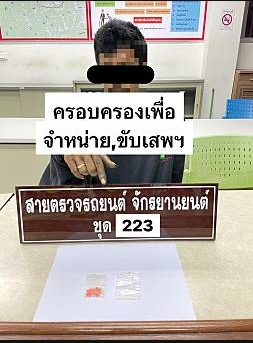 ครอบครองเพื่อ
จำหน่าย,ขับเสพฯ
สายตรวจรถยนต์ จักรยานยนต์
ชุด 223